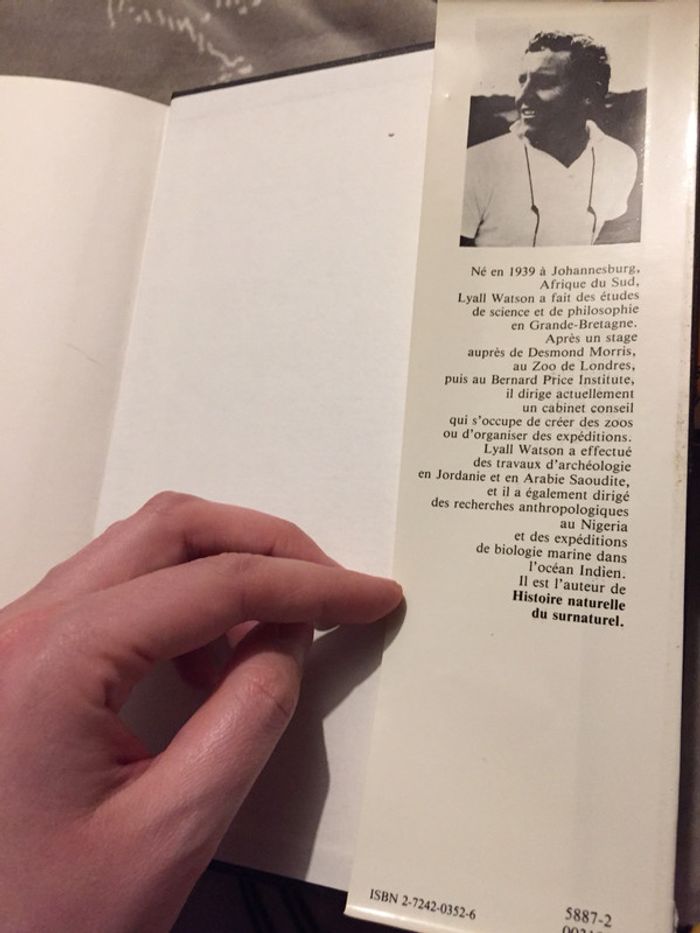 Né en 1939 à Johannesburg,
Afrique du Sud,
Lyall Watson a fait des études
de science et de philosophie
en Grande-Bretagne.
Après un stage
auprès de Desmond Morris,
au Zoo de Londres,
puis au Bernard Price Institute,
il dirige actuellement
un cabinet conseil
qui s'occupe de créer des zoos
ou d'organiser des expéditions.
Lyall Watson a effectué
des travaux d'archéologie
en Jordanie et en Arabie Saoudite,
et il a également dirigé
des recherches anthropologiques
au Nigeria
et des expéditions
de biologie marine dans
l'océan Indien.
Il est l'auteur de
Histoire naturelle
du surnaturel.
ISBN 2-7242-0352-6
5887-2